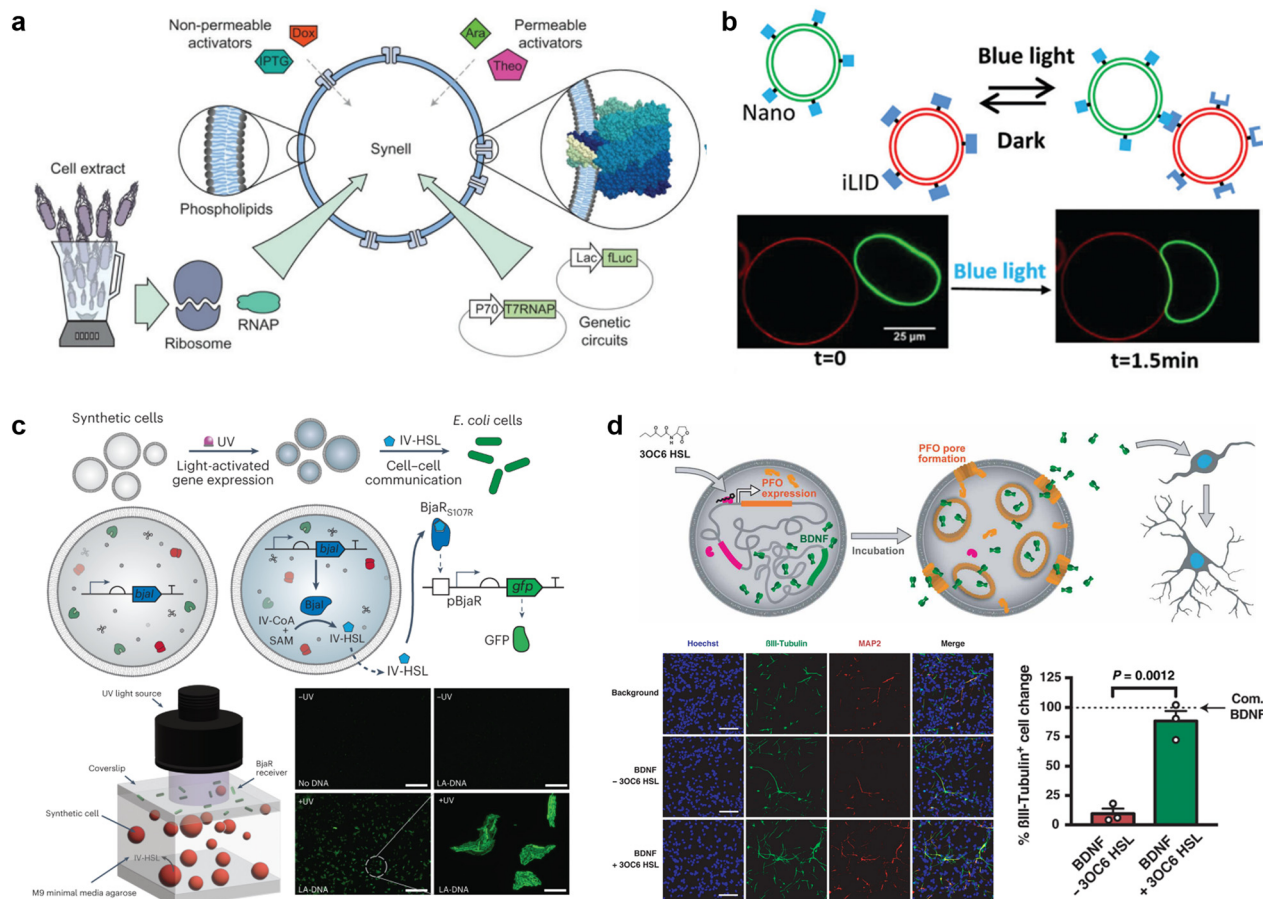 a
Non-permeable
activators
Dox
IPTG
Ara
Theo
Permeable
activators
Synell
Cell extract
Phospholipids
Ribosome
RNAP
Lac
fLuc
P70
T7RNAP
Genetic
circuits
b
Nano
iLID
Blue light
Dark
Blue light
25 µm
t=0
t=1.5min
c
Synthetic cells
UV
Light-activated
gene expression
IV-HSL
Cell–cell
communication
E. coli cells
bjaI
bjaI
BjaI
IV-CoA
+
SAM
IV-HSL
IV-HSL
BjaR S107R
pBjaR
gfp
GFP
UV light source
Coverslip
BjaR
receiver
Synthetic cell
IV-HSL
M9 minimal media agarose
–UV
No DNA
–UV
LA-DNA
+UV
LA-DNA
+UV
LA-DNA
d
3OC6 HSL
PFO
expression
BDNF
Incubation
PFO pore
formation
Hoechst
ßIII-Tubulin
MAP2
Merge
Background
BDNF
– 3OC6 HSL
BDNF
+ 3OC6 HSL
% ßIII-Tubulin+ cell change
125
100
75
50
25
0
P = 0.0012
Com.
BDNF
BDNF
– 3OC6 HSL
BDNF
+ 3OC6 HSL